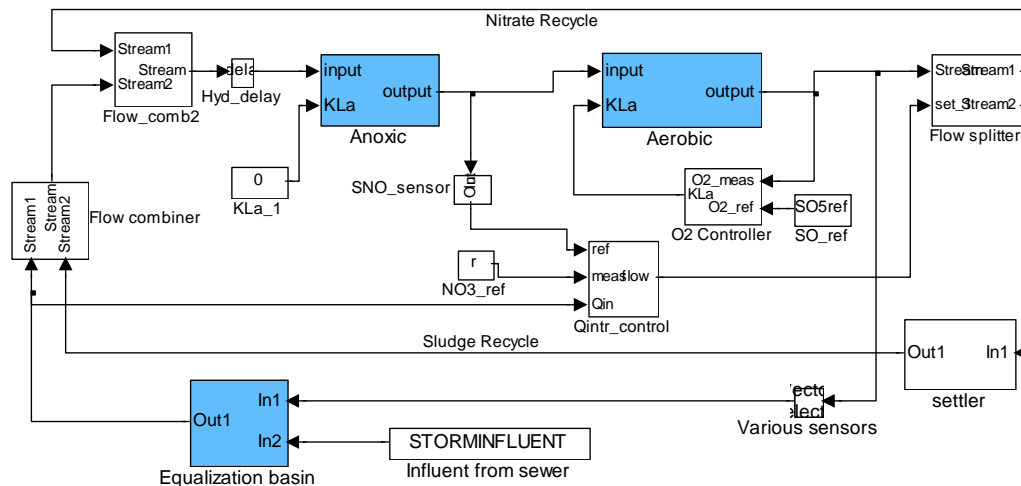 Nitrate Recycle
Stream1
Stream
Stream2
Flow_comb2
Hyd_delay
input
output
KLa
Anoxic
input
output
KLa
Aerobic
Stream
Stream1
Stream2
Flow splitter
0
KLa_1
SNO_sensor
O2_meas
KLa
O2_ref
O2 Controller
SO5ref
SO_ref
Stream1
Stream
Stream2
Flow combiner
r
NO3_ref
ref
meas
flow
Qin
Qintr_control
Sludge Recycle
Out1
In1
settler
Out1
In1
In2
Equalization basin
STORMINFLUENT
Influent from sewer
Various sensors